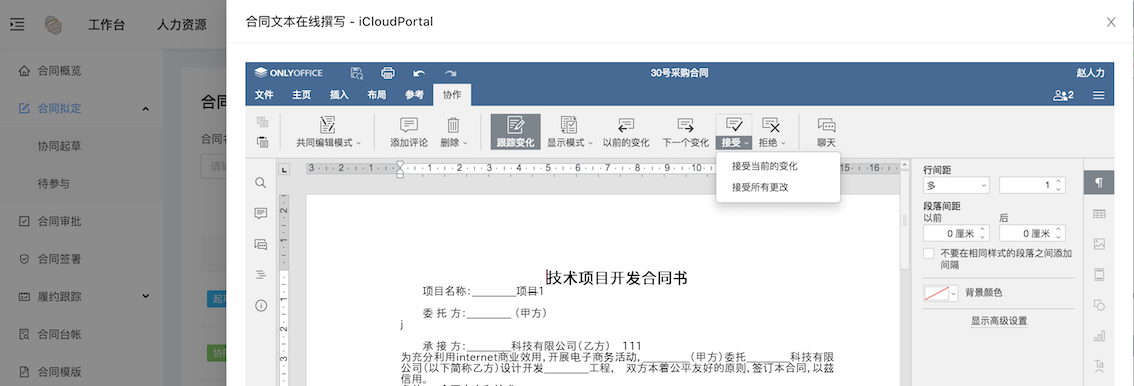 合同文本在线撰写 - iCloudPortal
工作台 人力资源
合同概览
合同拟定
协同起草
待参与
合同审批
合同签署
履约跟踪
合同台帐
合同模版
ONLYOFFICE 30号采购合同 赵人力
文件 主页 插入 布局 参考 协作 2
共同编辑模式 添加评论 删除 跟踪变化 显示模式 以前的变化 下一个变化 接受 拒绝 聊天
接受当前的变化
接受所有更改
技术项目开发合同书
项目名称:________项目1
委 托 方:________ (甲方)
j
承 接 方:________科技有限公司(乙方) 111
为充分利用internet商业效用,开展电子商务活动,________(甲方)委托________科技有限
公司(以下简称乙方)设计开发________工程, 双方本着公平友好的原则,签订本合同,以兹
信用。
行间距
多 1
段落间距
以前 后
0 厘米 0 厘米
不要在相同样式的段落之间添加
间隔
背景颜色
显示高级设置